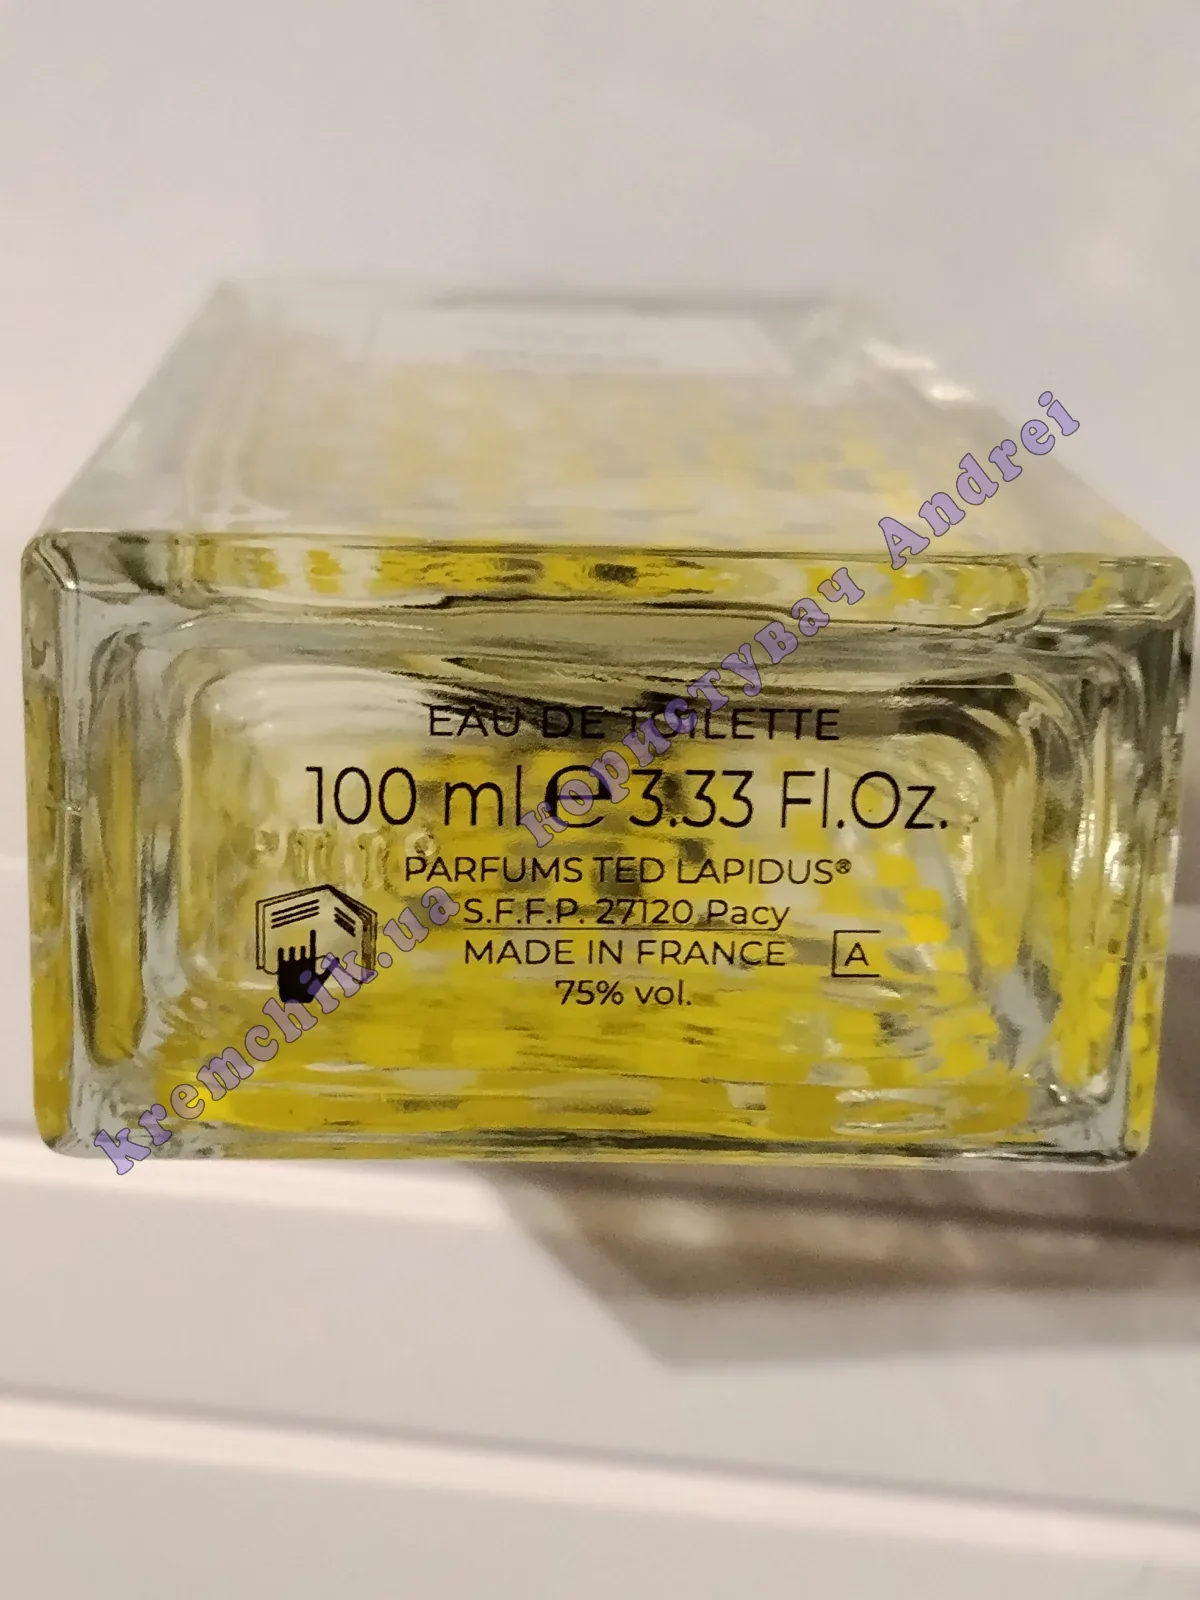 EAU DE TOILETTE
100 ml e 3.33 Fl.Oz.
PARFUMS TED LAPIDUS®
S.F.F.P. 27120 Pacy
MADE IN FRANCE A
75% vol.
kremchik.ua користувач Andrei